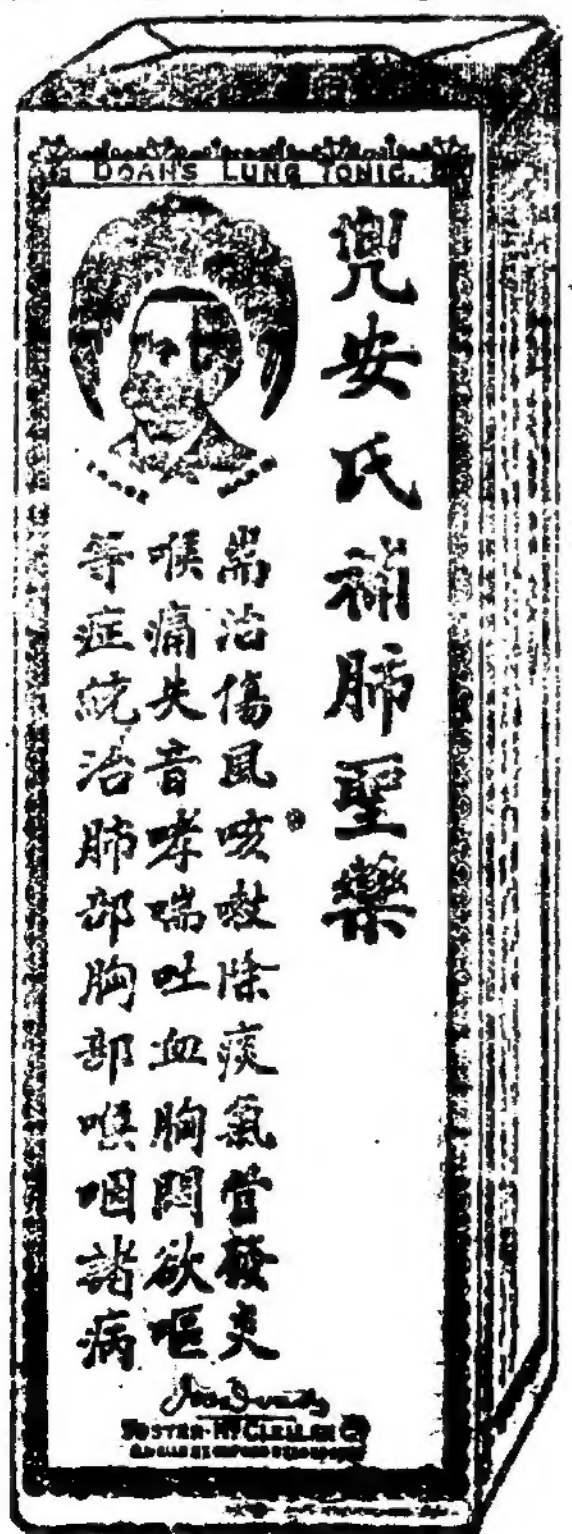 DOAN'S LUNG TONIC.
兜安氏補肺聖藥
耑治傷風咳嗽除痰氣管發炎
喉痛失音哮喘吐血胸悶欲嘔
等症統治肺部胸部喉咽諸病
FOSTER-McCLELLAN Co